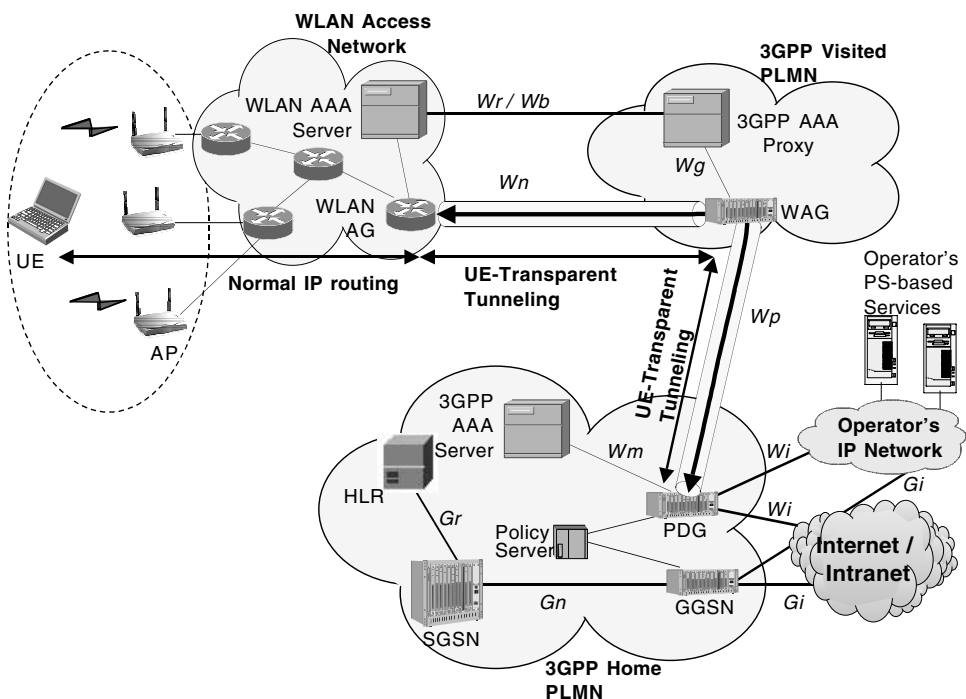 WLAN Access
Network
3GPP Visited
PLMN
WLAN AAA
Server
Wr / Wb
3GPP AAA
Proxy
Wg
Wn
WLAN
AG
WAG
UE
Normal IP routing
UE-Transparent
Tunneling
Operator's
PS-based
Services
AP
UE-Transparent
Tunneling
Wp
3GPP
AAA
Server
Operator's
IP Network
Wm
Wi
Gi
HLR
Wi
Gr
PDG
Policy
Server
Internet /
Intranet
Gn
GGSN
Gi
SGSN
3GPP Home
PLMN